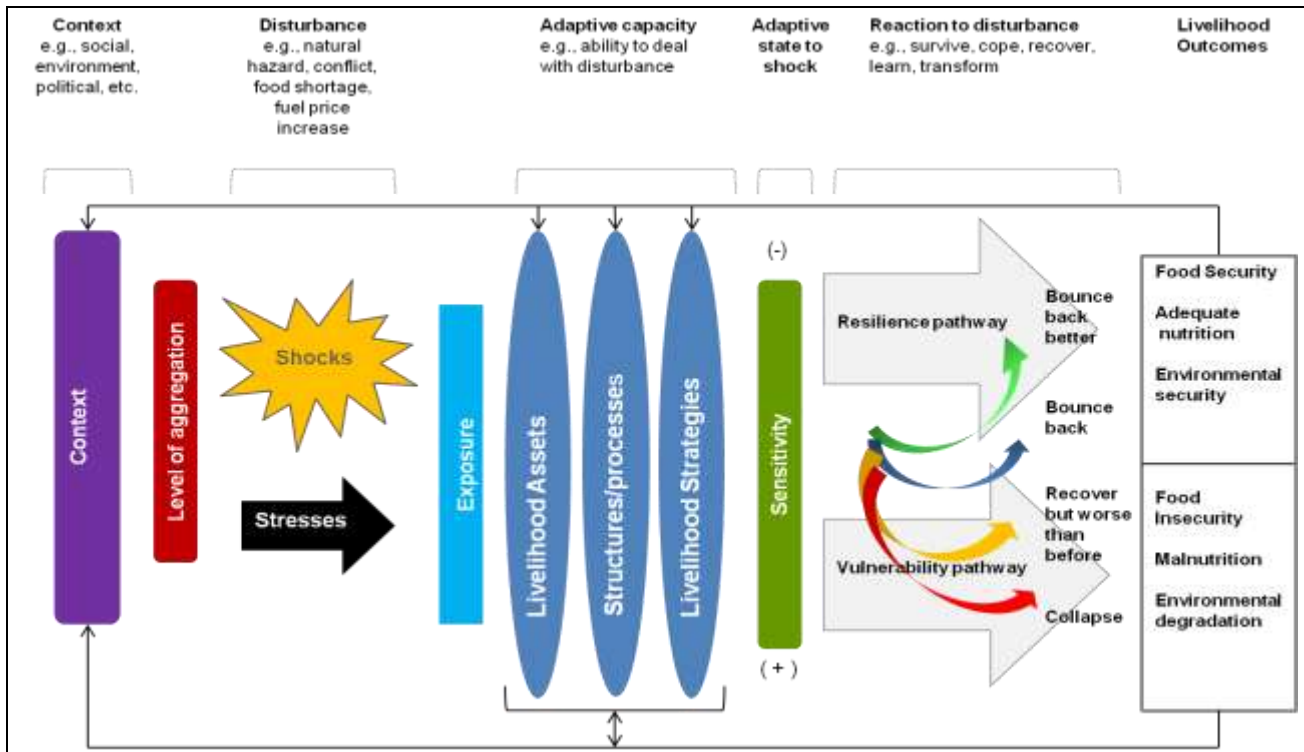 Context
e.g., social,
environment,
political, etc.
Disturbance
e.g., natural
hazard, conflict,
food shortage,
fuel price
increase
Adaptive capacity
e.g., ability to deal
with disturbance
Adaptive
state to
shock
Reaction to disturbance
e.g., survive, cope, recover,
learn, transform
Livelihood
Outcomes
Context
Level of aggregation
Shocks
Stresses
Exposure
Livelihood Assets
Structures/processes
Livelihood Strategies
(-)
Sensitivity
(+)
Resilience pathway
Bounce
back
better
Bounce
back
Vulnerability pathway
Recover
but worse
than
before
Collapse
Food Security
Adequate
nutrition
Environmental
security
Food
Insecurity
Malnutrition
Environmental
degradation